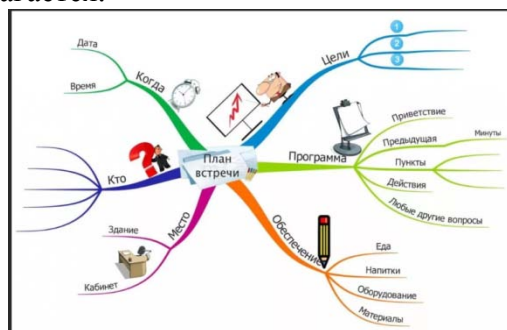 Дата
Время
Когда
Цели
1
2
3
План
встречи
Программа
Приветствие
Предыдущая
Минуты
Пункты
Действия
Любые другие вопросы
Кто
Место
Здание
Кабинет
Обеспечение
Еда
Напитки
Оборудование
Материалы